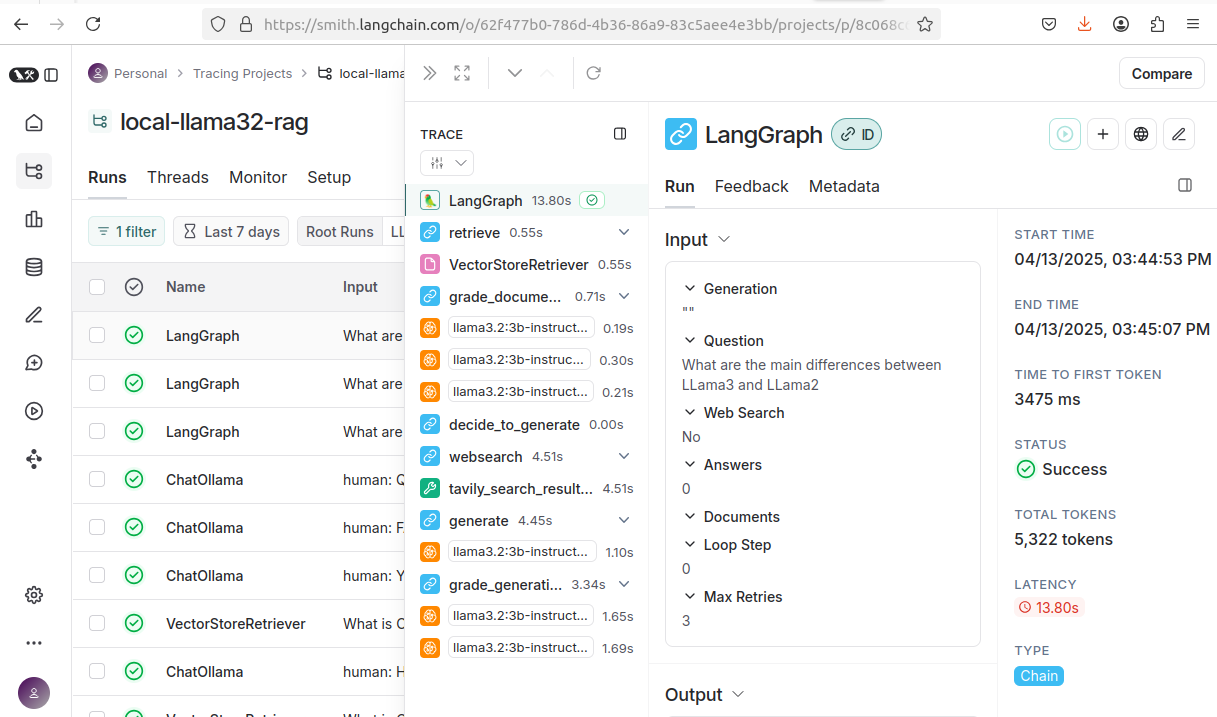 https://smith.langchain.com/o/62f477b0-786d-4b36-86a9-83c5aee4e3bb/projects/p/8c068c
Personal > Tracing Projects > local-llama
local-llama32-rag
Runs Threads Monitor Setup
1 filter Last 7 days Root Runs LL
Name Input
LangGraph What are
LangGraph What are
LangGraph What are
ChatOllama human: Q
ChatOllama human: F
ChatOllama human: Y
VectorStoreRetriever What is C
ChatOllama human: H
Compare
TRACE
LangGraph 13.80s
retrieve 0.55s
VectorStoreRetriever 0.55s
grade_docume... 0.71s
llama3.2:3b-instruct... 0.19s
llama3.2:3b-instruc... 0.30s
llama3.2:3b-instruct... 0.21s
decide_to_generate 0.00s
websearch 4.51s
tavily_search_result... 4.51s
generate 4.45s
llama3.2:3b-instruct... 1.10s
grade_generati... 3.34s
llama3.2:3b-instruct... 1.65s
llama3.2:3b-instruct... 1.69s
LangGraph ID
Run Feedback Metadata
Input
Generation
""
Question
What are the main differences between
LLama3 and LLama2
Web Search
No
Answers
0
Documents
Loop Step
0
Max Retries
3
Output
START TIME
04/13/2025, 03:44:53 PM
END TIME
04/13/2025, 03:45:07 PM
TIME TO FIRST TOKEN
3475 ms
STATUS
Success
TOTAL TOKENS
5,322 tokens
LATENCY
13.80s
TYPE
Chain